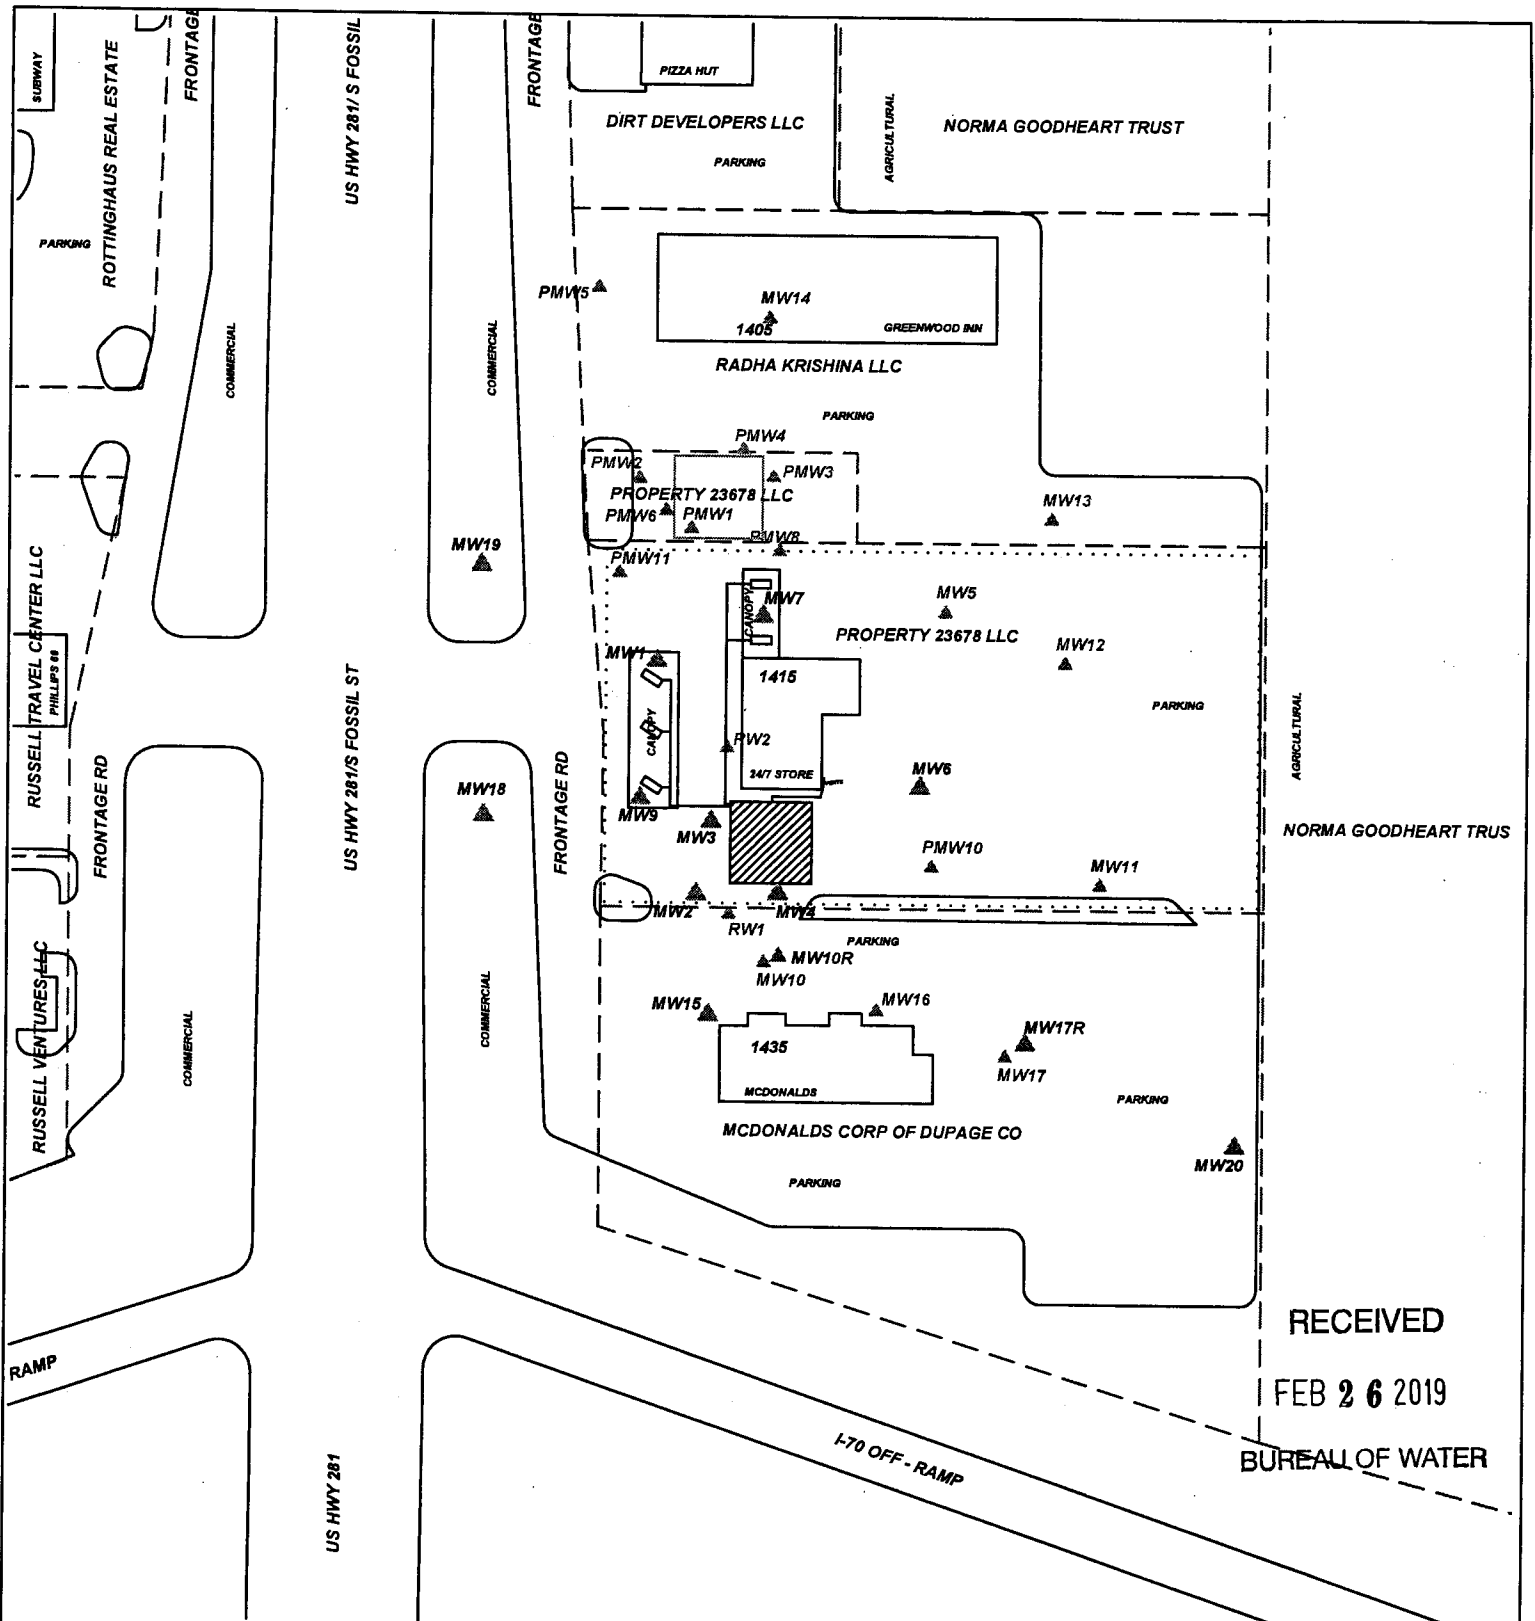 SUBWAY
ROTTINGHAUS REAL ESTATE
FRONTAGE
US HWY 281/ S FOSSIL
FRONTAGE
PIZZA HUT
DIRT DEVELOPERS LLC
PARKING
AGRICULTURAL
NORMA GOODHEART TRUST
PARKING
PMW5
MW14
1405
GREENWOOD INN
COMMERCIAL
COMMERCIAL
RADHA KRISHINA LLC
PARKING
PMW4
PMW2
PMW3
PROPERTY 23678 LLC
PMW6
PMW1
MW13
PMW8
MW19
PMW11
MW5
MW7
CANOPY
PROPERTY 23678 LLC
MW12
MW1
1415
RUSSELL TRAVEL CENTER LLC
PHILLIPS 66
PARKING
AGRICULTURAL
CANOPY
RW2
24/7 STORE
MW6
US HWY 281/S FOSSIL ST
FRONTAGE RD
FRONTAGE RD
MW18
MW9
MW3
NORMA GOODHEART TRUS
PMW10
MW11
MW2
MW4
RW1
PARKING
MW10R
MW10
RUSSELL VENTURES LLC
COMMERCIAL
COMMERCIAL
MW15
MW16
1435
MW17R
MW17
MCDONALDS
PARKING
MCDONALDS CORP OF DUPAGE CO
MW20
PARKING
RECEIVED
RAMP
FEB 26 2019
I-70 OFF - RAMP
BUREAU OF WATER
US HWY 281